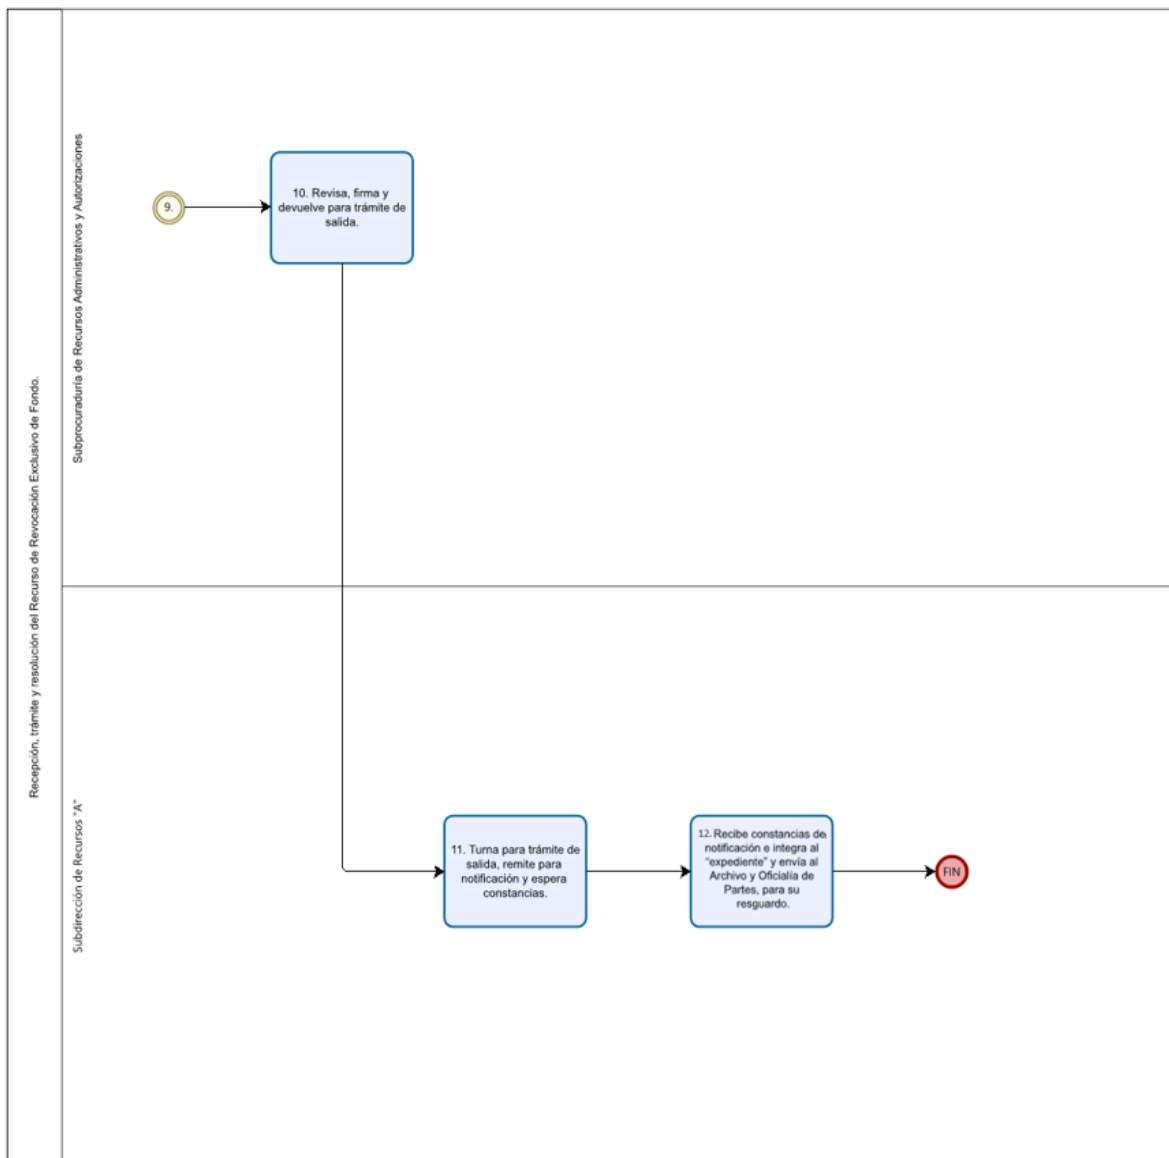 Recepción, trámite y resolución del Recurso de Revocación Exclusivo de Fondo.
Subprocuraduría de Recursos Administrativos y Autorizaciones
9.
10. Revisa, firma y
devuelve para trámite de
salida.
Subdirección de Recursos "A"
11. Turna para trámite de
salida, remite para
notificación y espera
constancias.
12. Recibe constancias de
notificación e integra al
“expediente” y envía al
Archivo y Oficialía de
Partes, para su
resguardo.
FIN